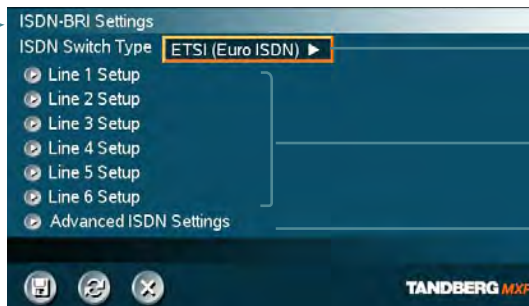 ISDN-BRI Settings
ISDN Switch Type ETSI (Euro ISDN)
Line 1 Setup
Line 2 Setup
Line 3 Setup
Line 4 Setup
Line 5 Setup
Line 6 Setup
Advanced ISDN Settings
TANDBERG MXP